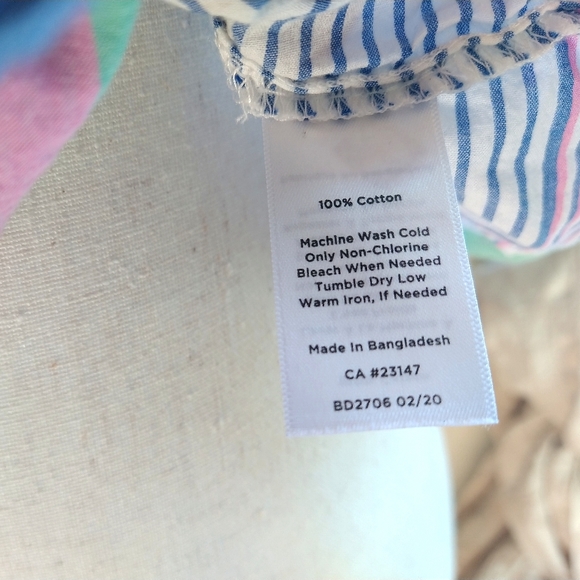 100% Cotton
Machine Wash Cold
Only Non-Chlorine
Bleach When Needed
Tumble Dry Low
Warm Iron, If Needed
Made In Bangladesh
CA #23147
BD2706 02/20